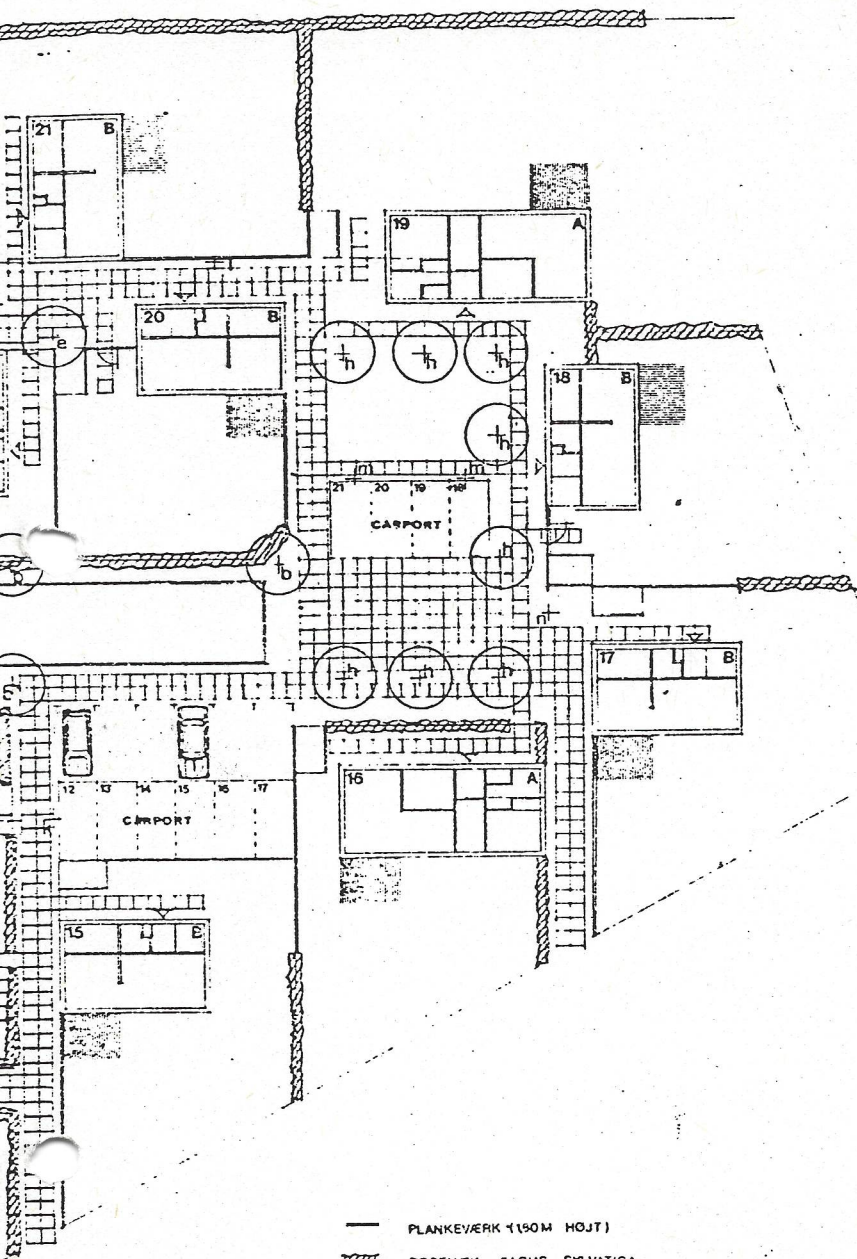 21 B
19 A
20 B
e
h h h
18 B
h
m m
21 20 19 18
CARPORT
h
b
n
h h h
17 B
12 13 14 15 16 17
16 A
CARPORT
15 B
PLANKEVÆRK (1,80 M HØJT)